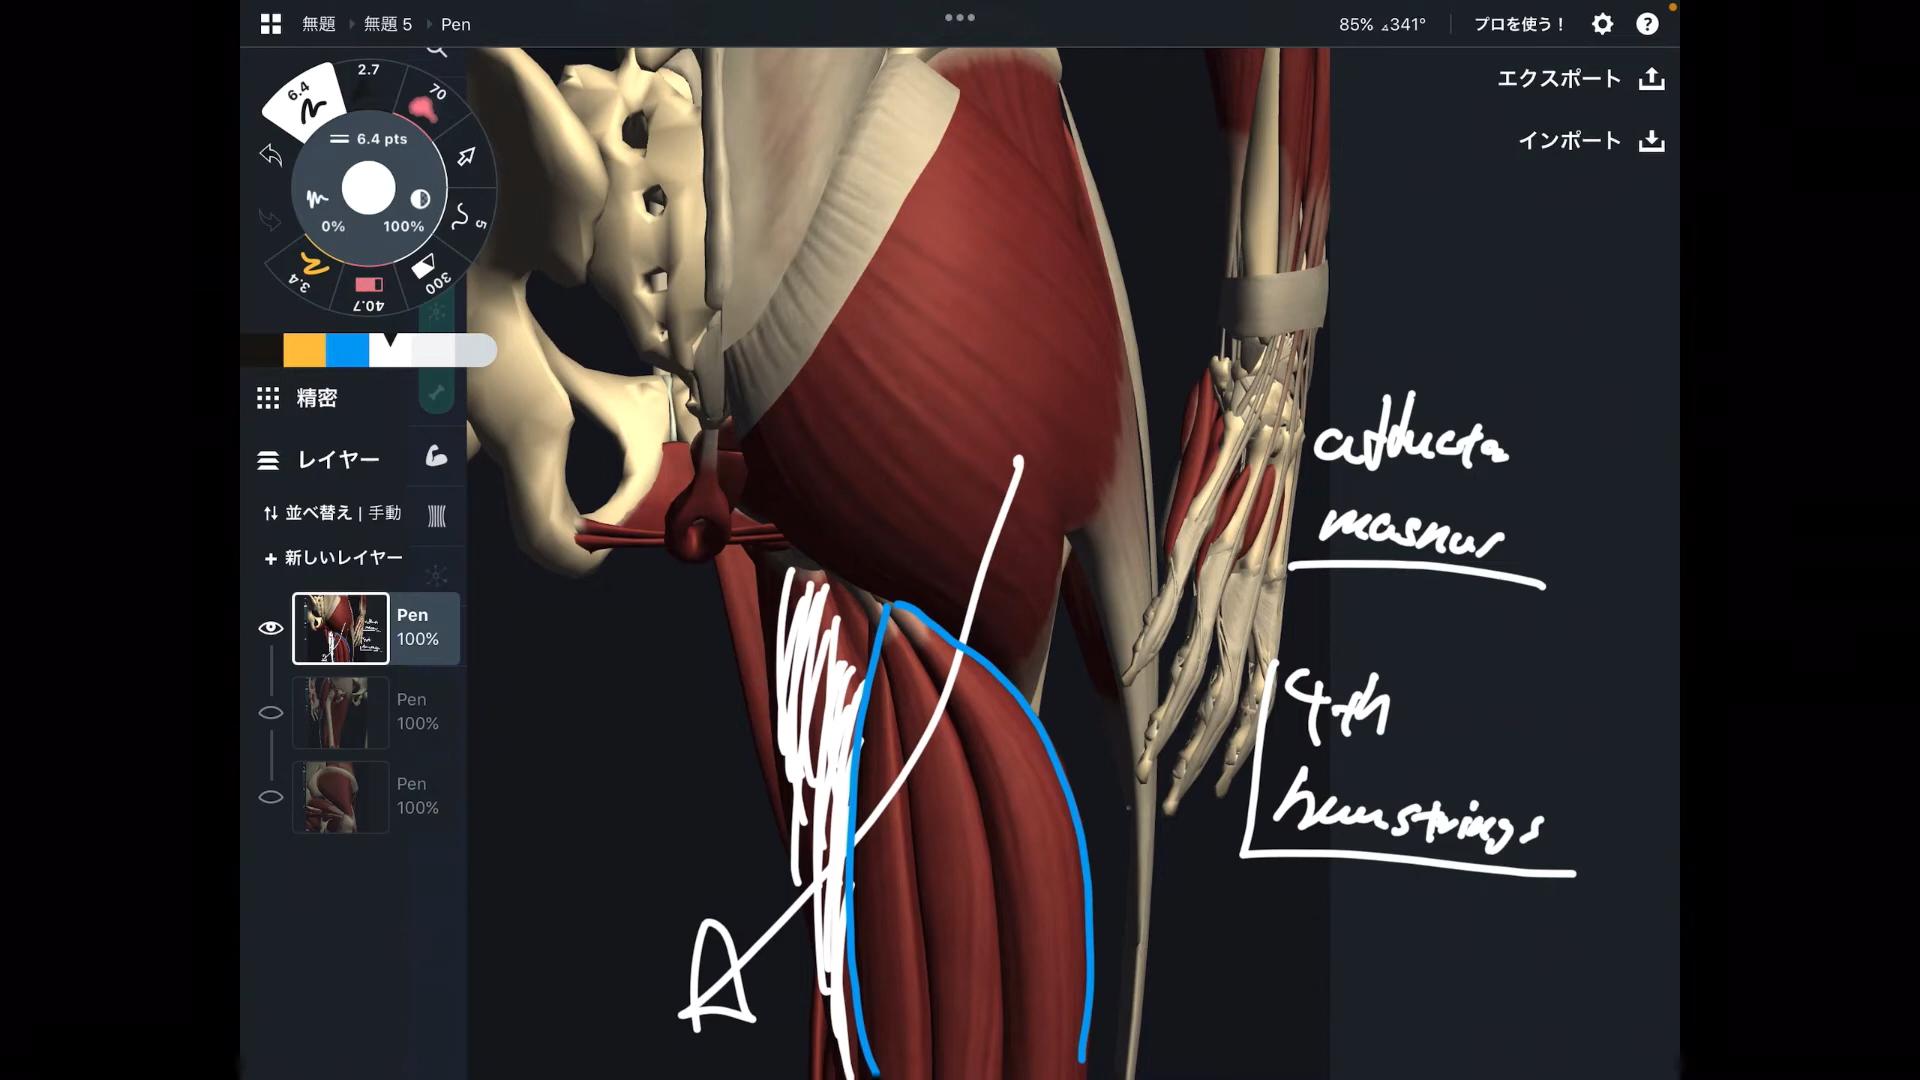 無題 無題 5 Pen
85% ⊿341° プロを使う！
エクスポート
インポート
6.4
2.7
70
6.4 pts
5
0% 100%
3.4
40.7
300
精密
レイヤー
並べ替え | 手動
+ 新しいレイヤー
Pen
100%
Pen
100%
Pen
100%
adductor
magnus
4th
hamstrings